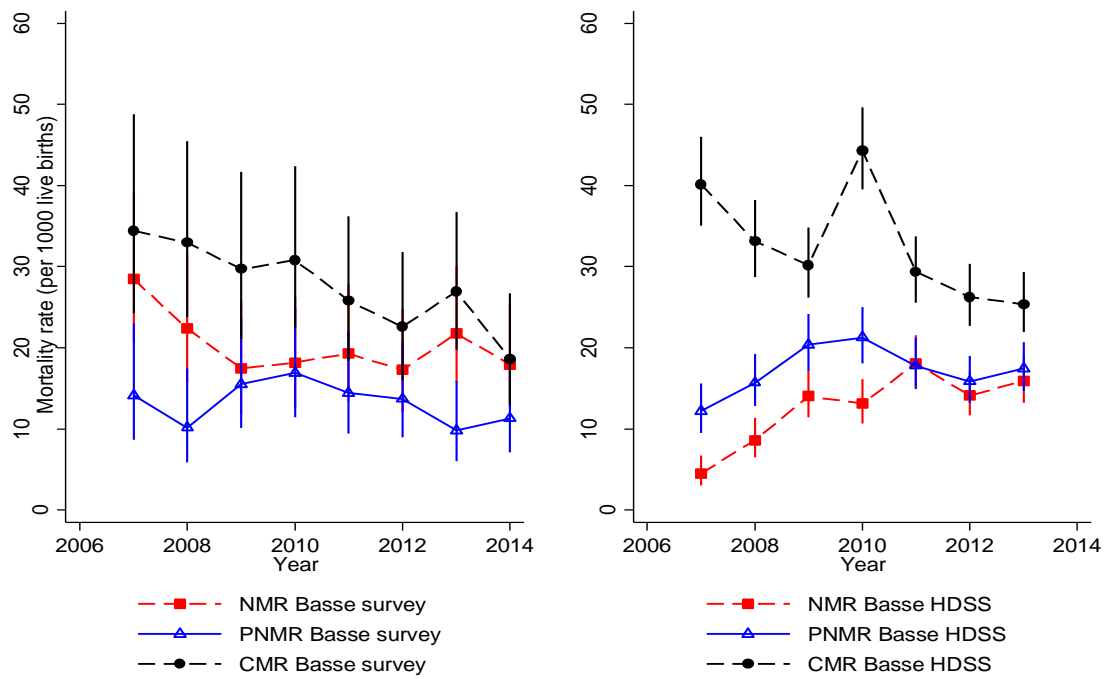 60
50
40
30
20
10
0
Mortality rate (per 1000 live births)
2006 2008 2010 2012 2014
Year
NMR Basse survey
PNMR Basse survey
CMR Basse survey
60
50
40
30
20
10
0
2006 2008 2010 2012 2014
Year
NMR Basse HDSS
PNMR Basse HDSS
CMR Basse HDSS